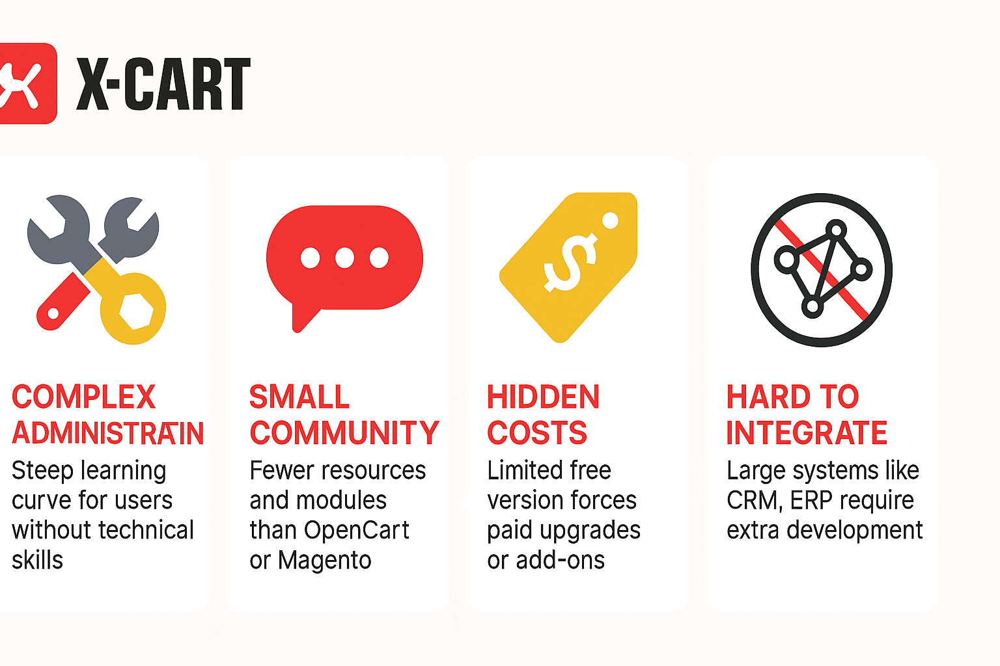 X-CART
COMPLEX
ADMINISTRATIN
Steep learning
curve for users
without technical
skills
SMALL
COMMUNITY
Fewer resources
and modules
than OpenCart
or Magento
HIDDEN
COSTS
$
Limited free
version forces
paid upgrades
or add-ons
HARD TO
INTEGRATE
Large systems like
CRM, ERP require
extra development